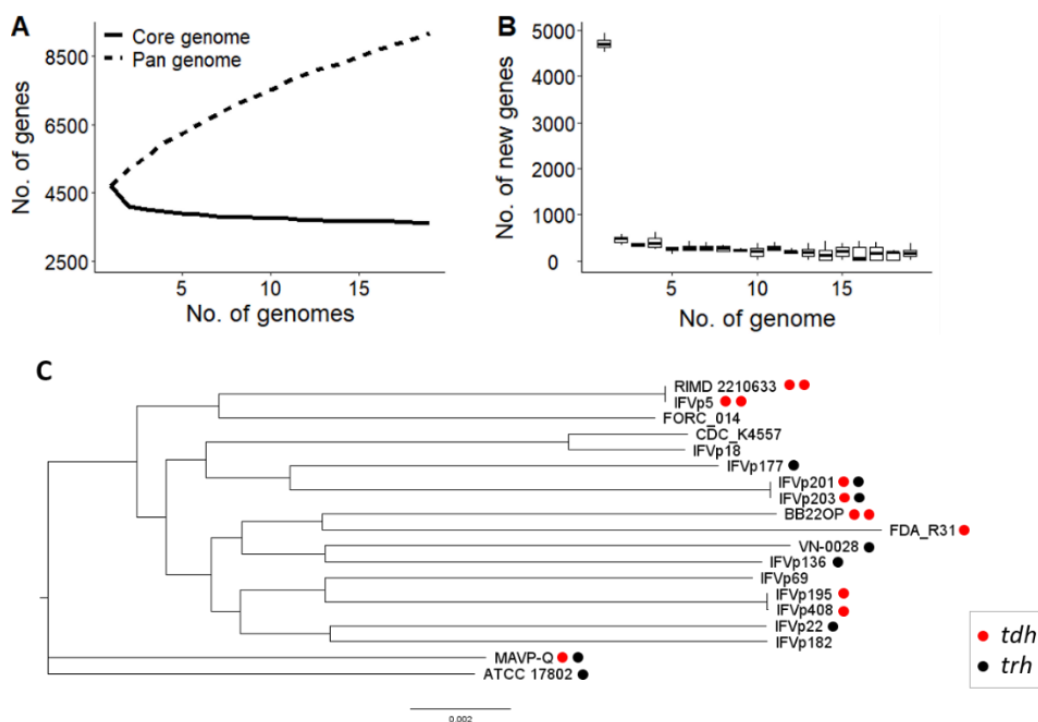 A
Core genome
Pan genome
No. of genes
8500
6500
4500
2500
5
10
15
No. of genomes
B
No. of new genes
5000
4000
3000
2000
1000
0
5
10
15
No. of genome
C
RIMD 2210633
IFVp5
FORC_014
CDC_K4557
IFVp18
IFVp177
IFVp201
IFVp203
BB22OP
FDA_R31
VN-0028
IFVp136
IFVp69
IFVp195
IFVp408
IFVp22
IFVp182
MAVP-Q
ATCC 17802
0.002
tdh
trh